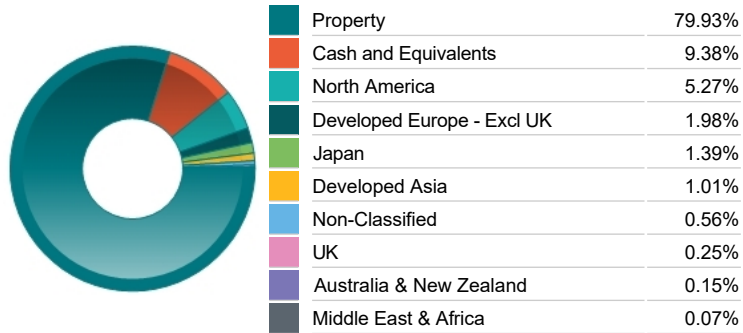 Property 79.93%
Cash and Equivalents 9.38%
North America 5.27%
Developed Europe - Excl UK 1.98%
Japan 1.39%
Developed Asia 1.01%
Non-Classified 0.56%
UK 0.25%
Australia & New Zealand 0.15%
Middle East & Africa 0.07%